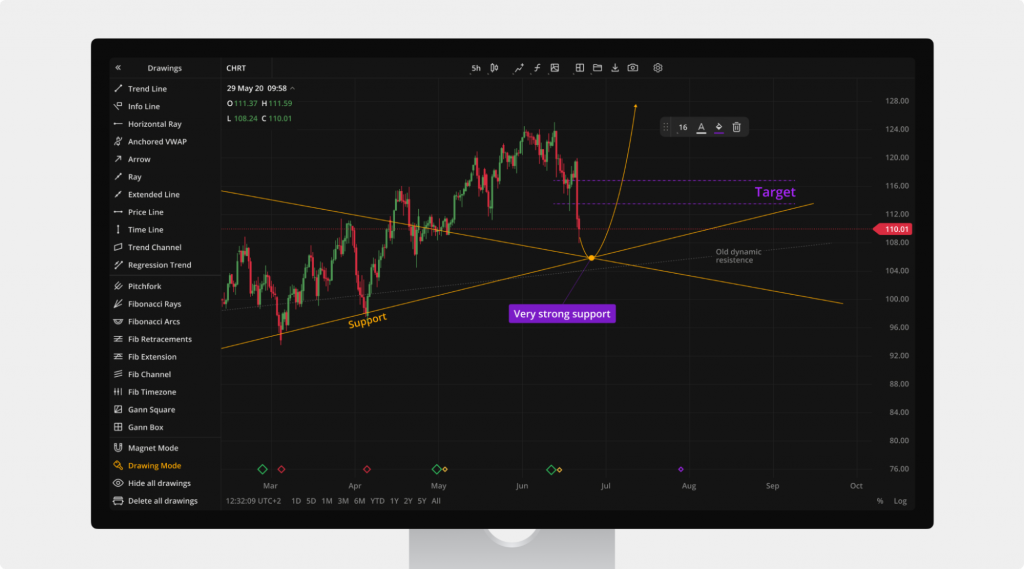 « Drawings
CHRT
5h
Trend Line
Info Line
Horizontal Ray
Anchored VWAP
Arrow
Ray
Extended Line
Price Line
Time Line
Trend Channel
Regression Trend
Pitchfork
Fibonacci Rays
Fibonacci Arcs
Fib Retracements
Fib Extension
Fib Channel
Fib Timezone
Gann Square
Gann Box
Magnet Mode
Drawing Mode
Hide all drawings
Delete all drawings
29 May 20 09:58
O 111.37 H 111.59
L 108.24 C 110.01
16 A
Target
Old dynamic
resistence
Very strong support
Support
128.00
124.00
120.00
116.00
112.00
110.01
108.00
104.00
100.00
96.00
92.00
88.00
84.00
80.00
76.00
Mar Apr May Jun Jul Aug Sep Oct
12:32:09 UTC+2 1D 5D 1M 3M 6M YTD 1Y 2Y 5Y All % Log